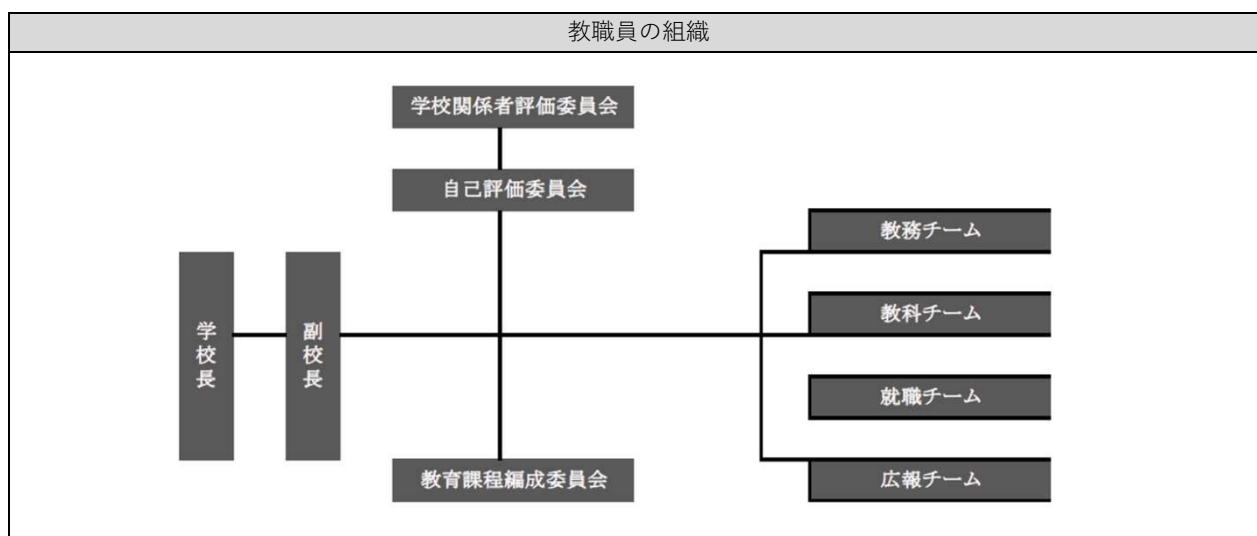 教職員の組織
学校関係者評価委員会
自己評価委員会
学校長
副校長
教育課程編成委員会
教務チーム
教科チーム
就職チーム
広報チーム